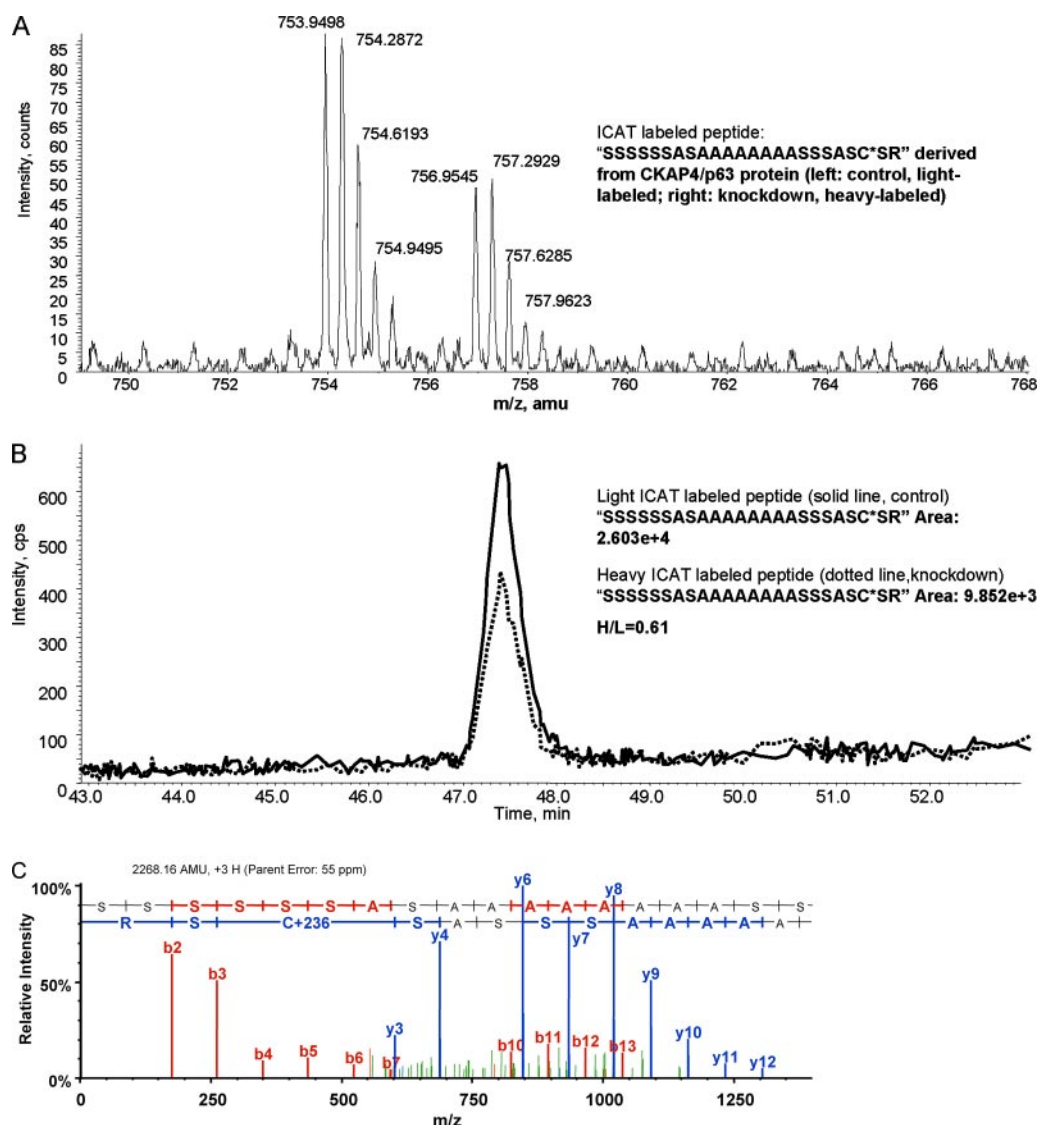 A
753.9498
754.2872
754.6193
754.9495
756.9545
757.2929
757.6285
757.9623
ICAT labeled peptide:
“SSSSSSASAAAAAAAASSSASC*SR” derived
from CKAP4/p63 protein (left: control, light-
labeled; right: knockdown, heavy-labeled)
Intensity, counts
85
80
75
70
65
60
55
50
45
40
35
30
25
20
15
10
5
0
750 752 754 756 758 760 762 764 766 768
m/z, amu
B
Light ICAT labeled peptide (solid line, control)
“SSSSSSASAAAAAAAASSSASC*SR” Area:
2.603e+4
Heavy ICAT labeled peptide (dotted line,knockdown)
“SSSSSSASAAAAAAAASSSASC*SR” Area: 9.852e+3
H/L=0.61
Intensity, cps
600
500
400
300
200
100
0
43.0 44.0 45.0 46.0 47.0 48.0 49.0 50.0 51.0 52.0
Time, min
C
2268.16 AMU, +3 H (Parent Error: 55 ppm)
S S S S S S A S A A A A A A A A S S
R S C+236 S A S S S A A A A A
y6 y8
y4 y7
b2 b3 y9
y3 y10
b4 b5 b6 b7 b10 b11 b12 b13 y11 y12
Relative Intensity
100%
50%
0%
0 250 500 750 1000 1250
m/z